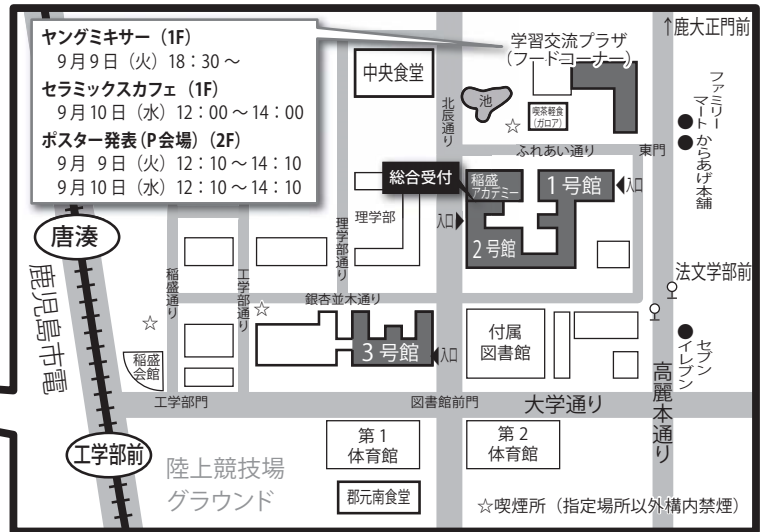 ヤングミキサー (1F)
9月9日（火）18：30～
セラミックスカフェ (1F)
9月10日（水）12：00～14：00
ポスター発表(P会場) (2F)
9月 9日（火）12：10～14：10
9月10日（水）12：10～14：10
学習交流プラザ
(フードコーナー)
↑鹿大正門前
中央食堂
北辰通り
池
喫茶軽食
(ガロア)
☆
ファミリーマート
からあげ本舗
ふれあい通り
東門
総合受付
稲盛
アカデミー
1号館
入口
理学部
入口
2号館
唐湊
鹿児島市電
稲盛通り
工学部通り
理学部通り
法文学部前
銀杏並木通り
☆
☆
3号館
入口
付属
図書館
セブン
イレブン
稲盛
会館
高麗本通り
工学部門
図書館前門
大学通り
工学部前
陸上競技場
グラウンド
第1
体育館
第2
体育館
郡元南食堂
☆喫煙所（指定場所以外構内禁煙）